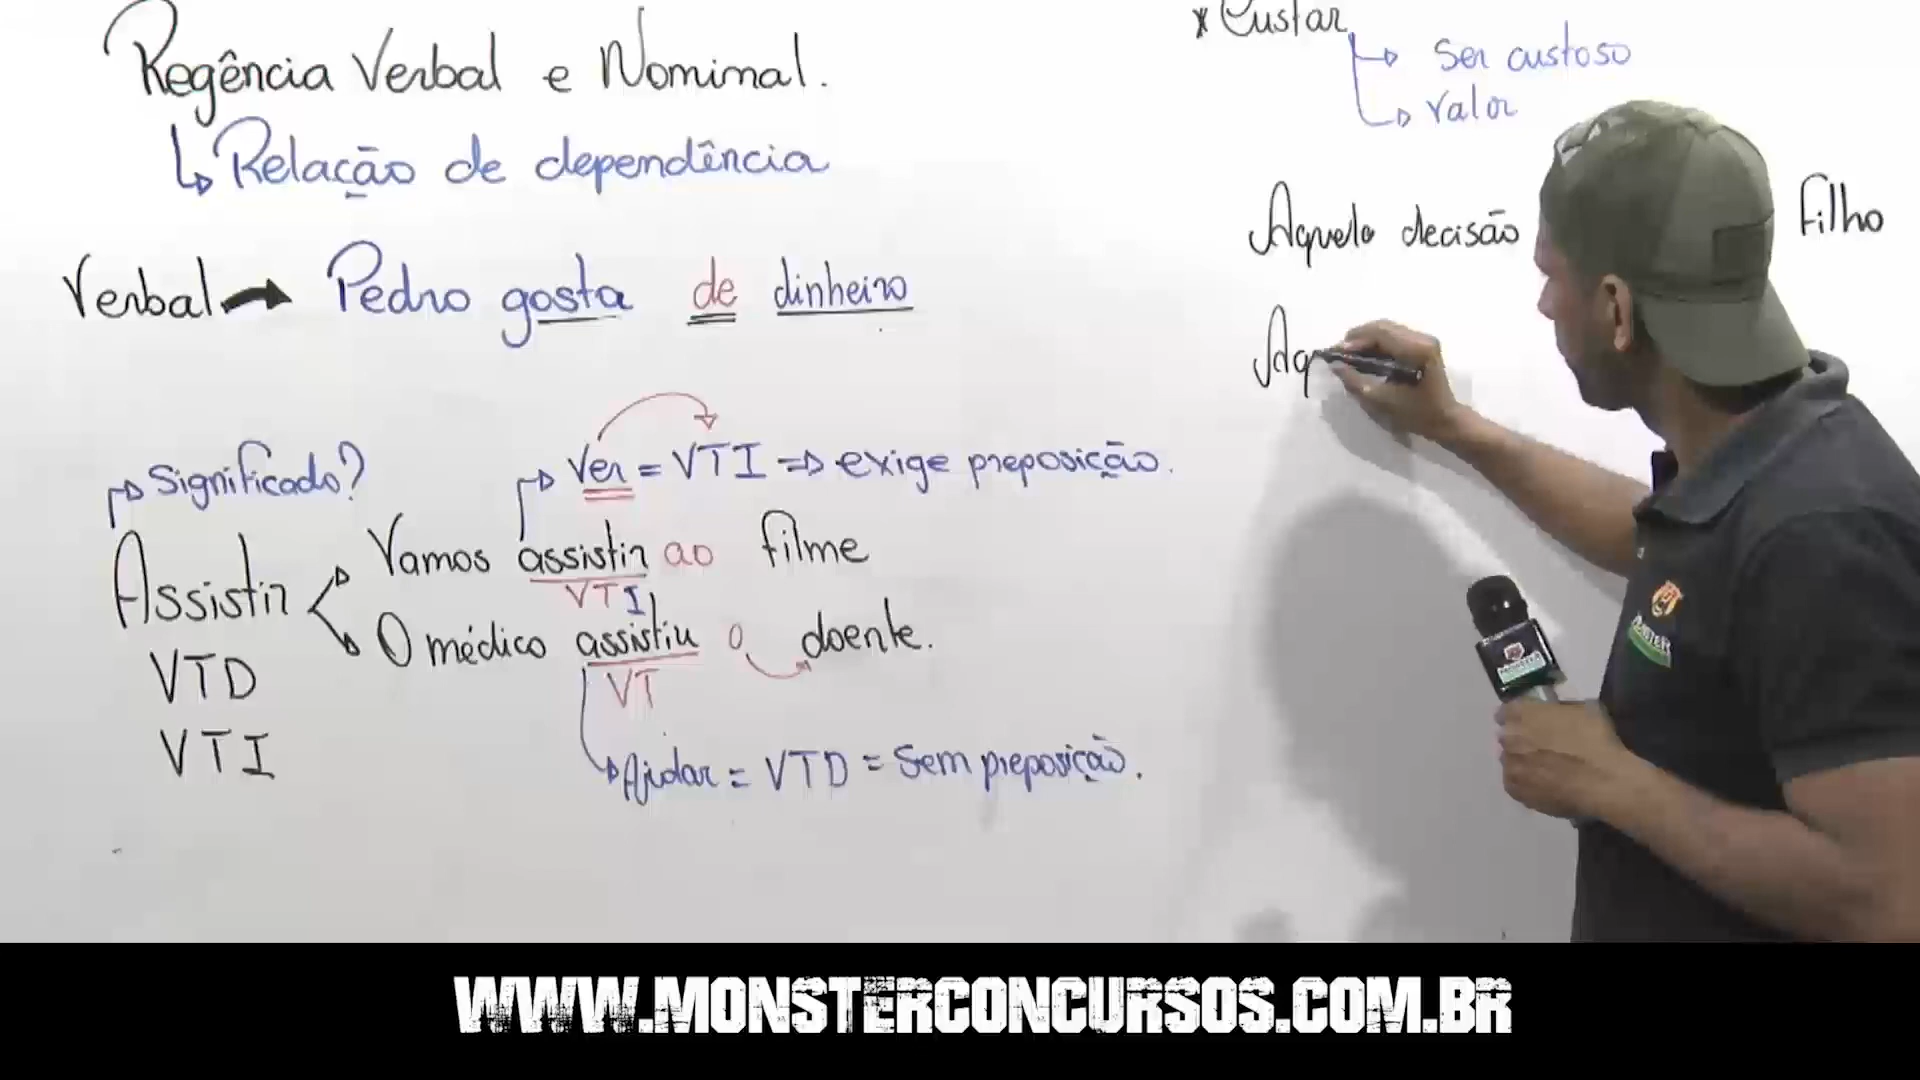 Regência Verbal e Nominal.
↳ Relação de dependência
Verbal → Pedro gosta de dinheiro
Significado?
Ver = VTI => exige preposição.
Assistir
Vamos assistir ao filme
VTI
O médico assistiu o doente.
VT
VTD
VTI
Ajudar = VTD = Sem preposição.
* Custar
Ser custoso
valor
Aquela decisão
filho
Aq
WWW.MONSTERCONCURSOS.COM.BR